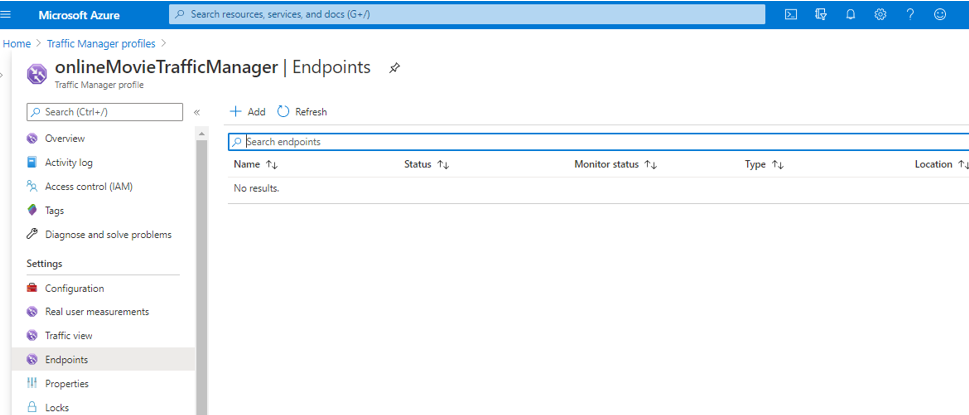 Microsoft Azure
Search resources, services, and docs (G+/)
Home > Traffic Manager profiles >
onlineMovieTrafficManager | Endpoints
Traffic Manager profile
Search (Ctrl+/)
«
Overview
Activity log
Access control (IAM)
Tags
Diagnose and solve problems
Settings
Configuration
Real user measurements
Traffic view
Endpoints
Properties
Locks
+ Add Refresh
Search endpoints
Name ↑↓ Status ↑↓ Monitor status ↑↓ Type ↑↓ Location ↑↓
No results.